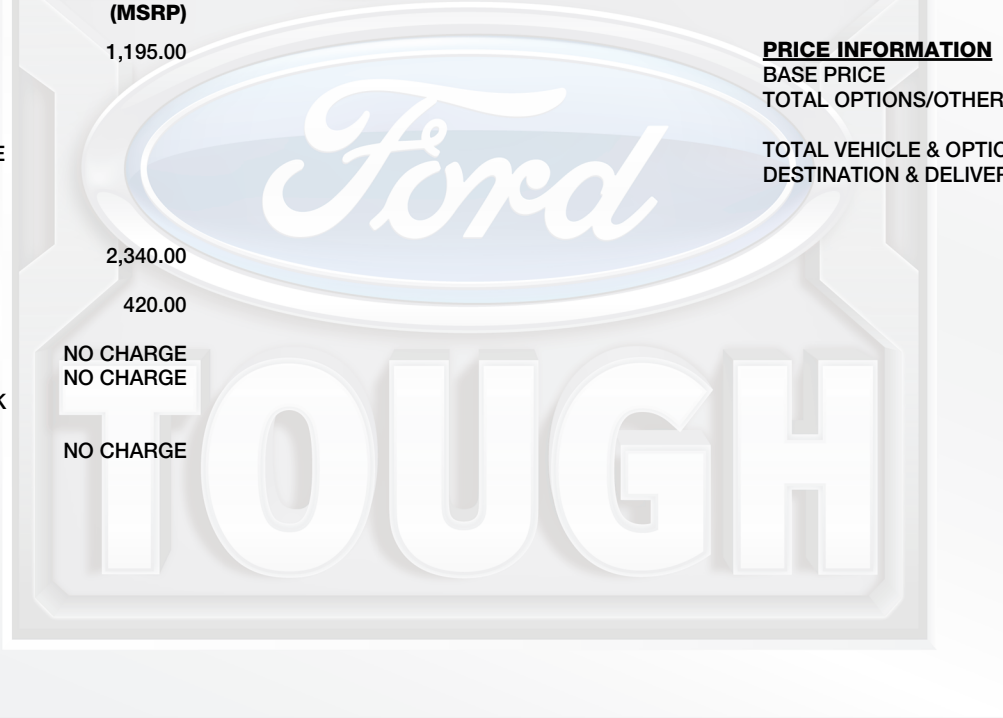 (MSRP)
1,195.00
E
2,340.00
420.00
NO CHARGE
NO CHARGE
K
NO CHARGE
PRICE INFORMATION
BASE PRICE
TOTAL OPTIONS/OTHER
TOTAL VEHICLE & OPTIO
DESTINATION & DELIVER
Ford
TOUGH